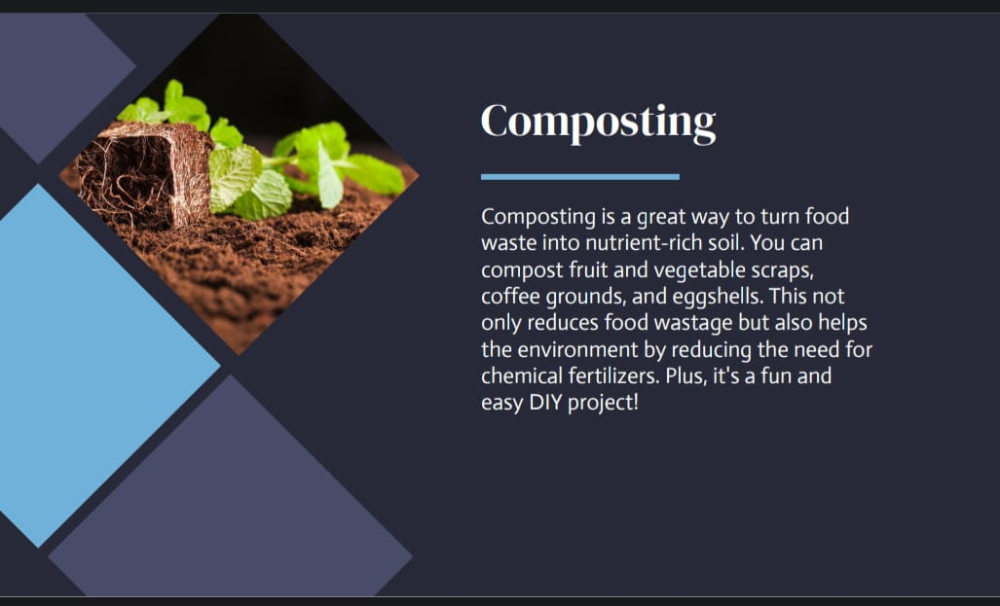 Composting
Composting is a great way to turn food
waste into nutrient-rich soil. You can
compost fruit and vegetable scraps,
coffee grounds, and eggshells. This not
only reduces food wastage but also helps
the environment by reducing the need for
chemical fertilizers. Plus, it's a fun and
easy DIY project!